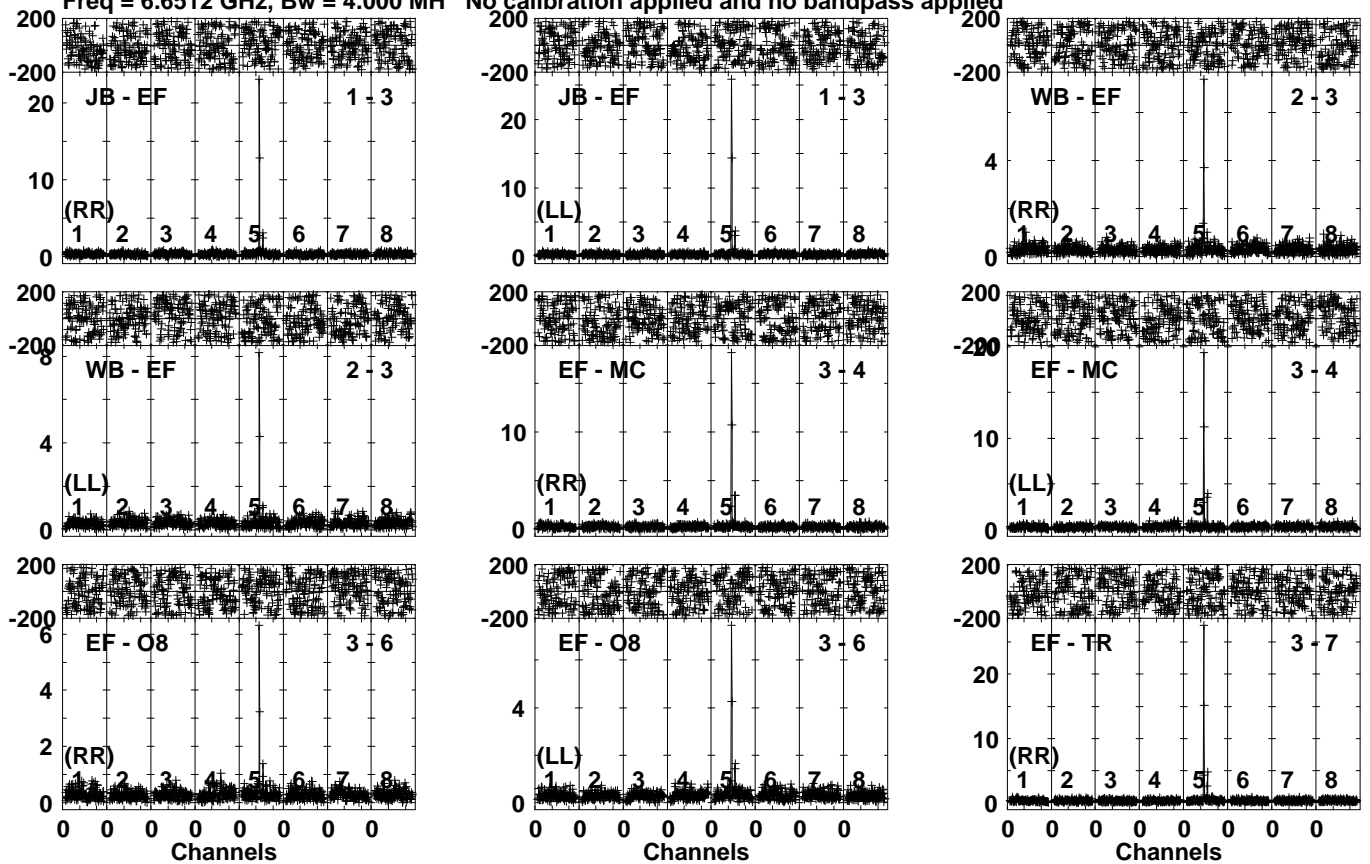 Freq = 6.6512 GHz, Bw = 4.000 MH No calibration applied and no bandpass applied
200 200 200
-200 -200 -200
JB - EF 1 - 3 JB - EF 1 - 3 WB - EF 2 - 3
20 20
10 10 4
(RR) (LL) (RR)
1 2 3 4 5 6 7 8 1 2 3 4 5 6 7 8 1 2 3 4 5 6 7 8
0 0 0
200 200 200
-200 -200 -200
8 20
WB - EF 2 - 3 EF - MC 3 - 4 EF - MC 3 - 4
4 10 10
(LL) (RR) (LL)
1 2 3 4 5 6 7 8 1 2 3 4 5 6 7 8 1 2 3 4 5 6 7 8
0 0 0
200 200 200
-200 -200 -200
6
EF - O8 3 - 6 EF - O8 3 - 6 EF - TR 3 - 7
20
4 4 10
2
(RR) (LL) (RR)
1 2 3 4 5 6 7 8 1 2 3 4 5 6 7 8 1 2 3 4 5 6 7 8
0 0 0
0 0 0 0 0 0 0 0 0 0 0 0 0 0 0 0 0 0 0 0 0 0 0 0
Channels Channels Channels